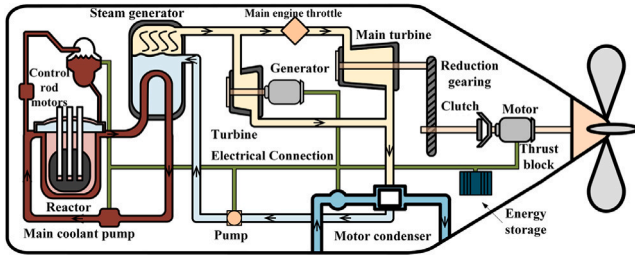 Steam generator
Main engine throttle
Main turbine
Control
rod
motors
Generator
Reduction
gearing
Clutch
Motor
Turbine
Thrust
block
Electrical Connection
Reactor
Main coolant pump
Pump
Motor condenser
Energy
storage